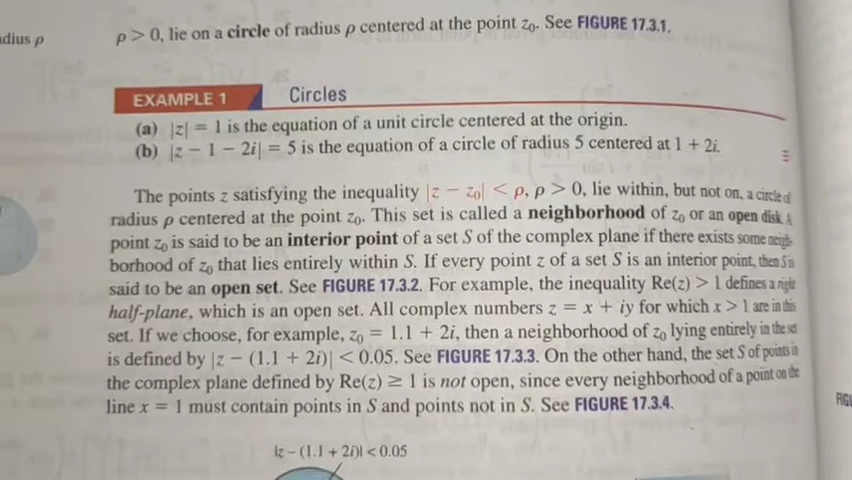 dius ρ
ρ > 0, lie on a circle of radius ρ centered at the point z₀. See FIGURE 17.3.1.
EXAMPLE 1 Circles
(a) |z| = 1 is the equation of a unit circle centered at the origin.
(b) |z − 1 − 2i| = 5 is the equation of a circle of radius 5 centered at 1 + 2i.
The points z satisfying the inequality |z − z₀| < ρ, ρ > 0, lie within, but not on, a circle of
radius ρ centered at the point z₀. This set is called a neighborhood of z₀ or an open disk. A
point z₀ is said to be an interior point of a set S of the complex plane if there exists some neigh-
borhood of z₀ that lies entirely within S. If every point z of a set S is an interior point, then S is
said to be an open set. See FIGURE 17.3.2. For example, the inequality Re(z) > 1 defines a right
half-plane, which is an open set. All complex numbers z = x + iy for which x > 1 are in this
set. If we choose, for example, z₀ = 1.1 + 2i, then a neighborhood of z₀ lying entirely in the set
is defined by |z − (1.1 + 2i)| < 0.05. See FIGURE 17.3.3. On the other hand, the set S of points in
the complex plane defined by Re(z) ≥ 1 is not open, since every neighborhood of a point on the
line x = 1 must contain points in S and points not in S. See FIGURE 17.3.4.
FIGU
|z − (1.1 + 2i)| < 0.05